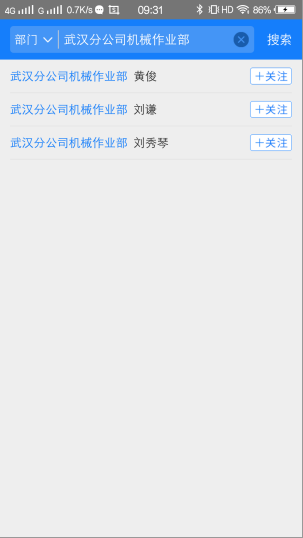 4G G 0.7K/s 09:31 HD 86%
部门 武汉分公司机械作业部 搜索
武汉分公司机械作业部 黄俊 +关注
武汉分公司机械作业部 刘谦 +关注
武汉分公司机械作业部 刘秀琴 +关注